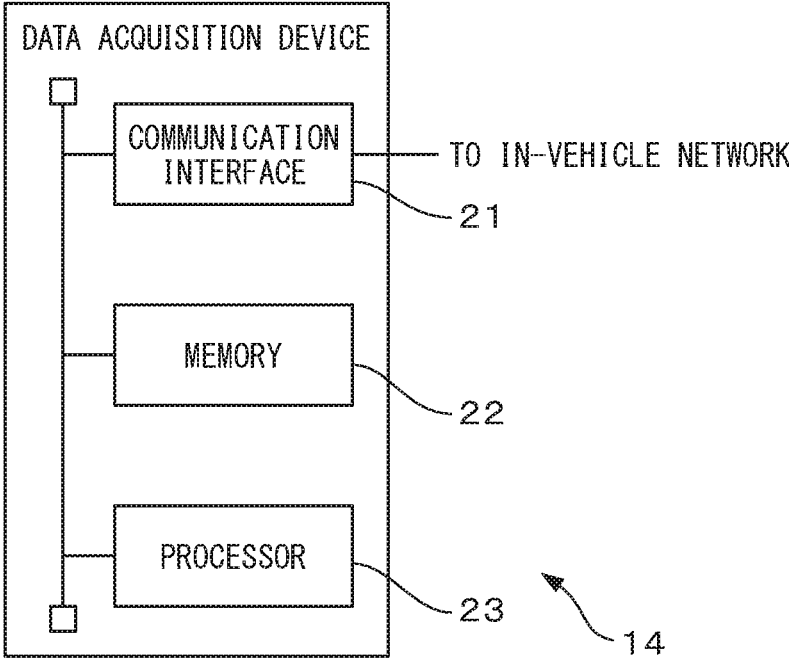 DATA ACQUISITION DEVICE
COMMUNICATION
INTERFACE
TO IN-VEHICLE NETWORK
21
MEMORY
22
PROCESSOR
23
14